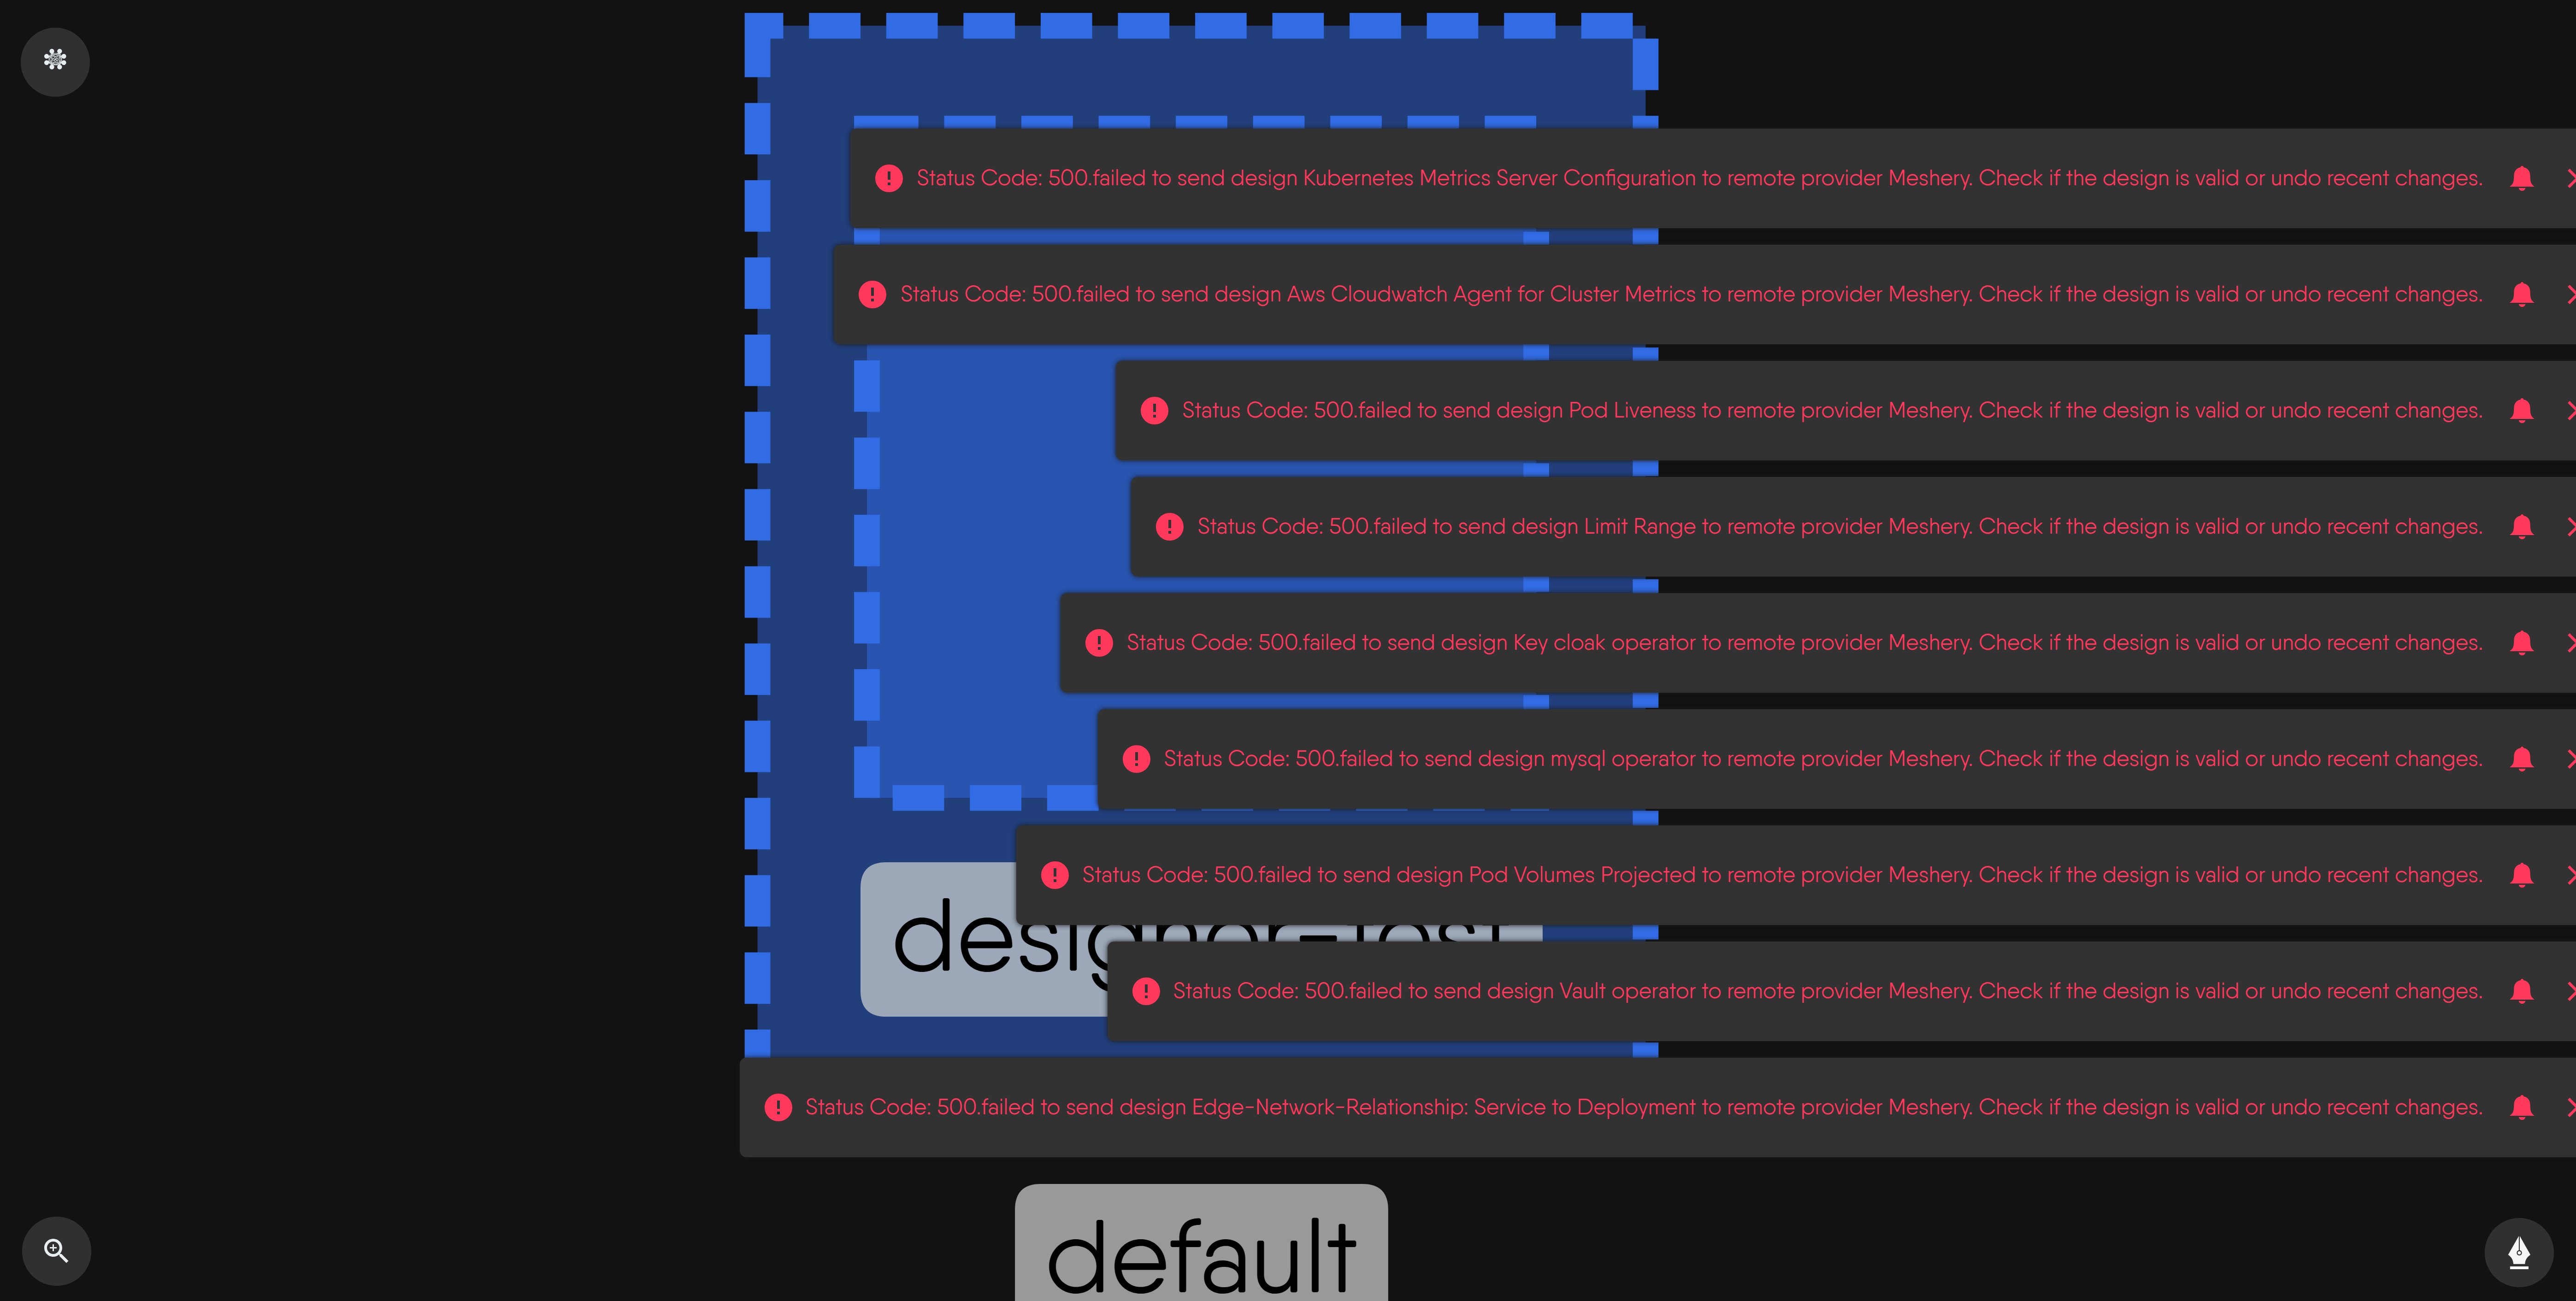 Status Code: 500.failed to send design Kubernetes Metrics Server Configuration to remote provider Meshery. Check if the design is valid or undo recent changes.
Status Code: 500.failed to send design Aws Cloudwatch Agent for Cluster Metrics to remote provider Meshery. Check if the design is valid or undo recent changes.
Status Code: 500.failed to send design Pod Liveness to remote provider Meshery. Check if the design is valid or undo recent changes.
Status Code: 500.failed to send design Limit Range to remote provider Meshery. Check if the design is valid or undo recent changes.
Status Code: 500.failed to send design Key cloak operator to remote provider Meshery. Check if the design is valid or undo recent changes.
Status Code: 500.failed to send design mysql operator to remote provider Meshery. Check if the design is valid or undo recent changes.
Status Code: 500.failed to send design Pod Volumes Projected to remote provider Meshery. Check if the design is valid or undo recent changes.
Status Code: 500.failed to send design Vault operator to remote provider Meshery. Check if the design is valid or undo recent changes.
Status Code: 500.failed to send design Edge-Network-Relationship: Service to Deployment to remote provider Meshery. Check if the design is valid or undo recent changes.
default